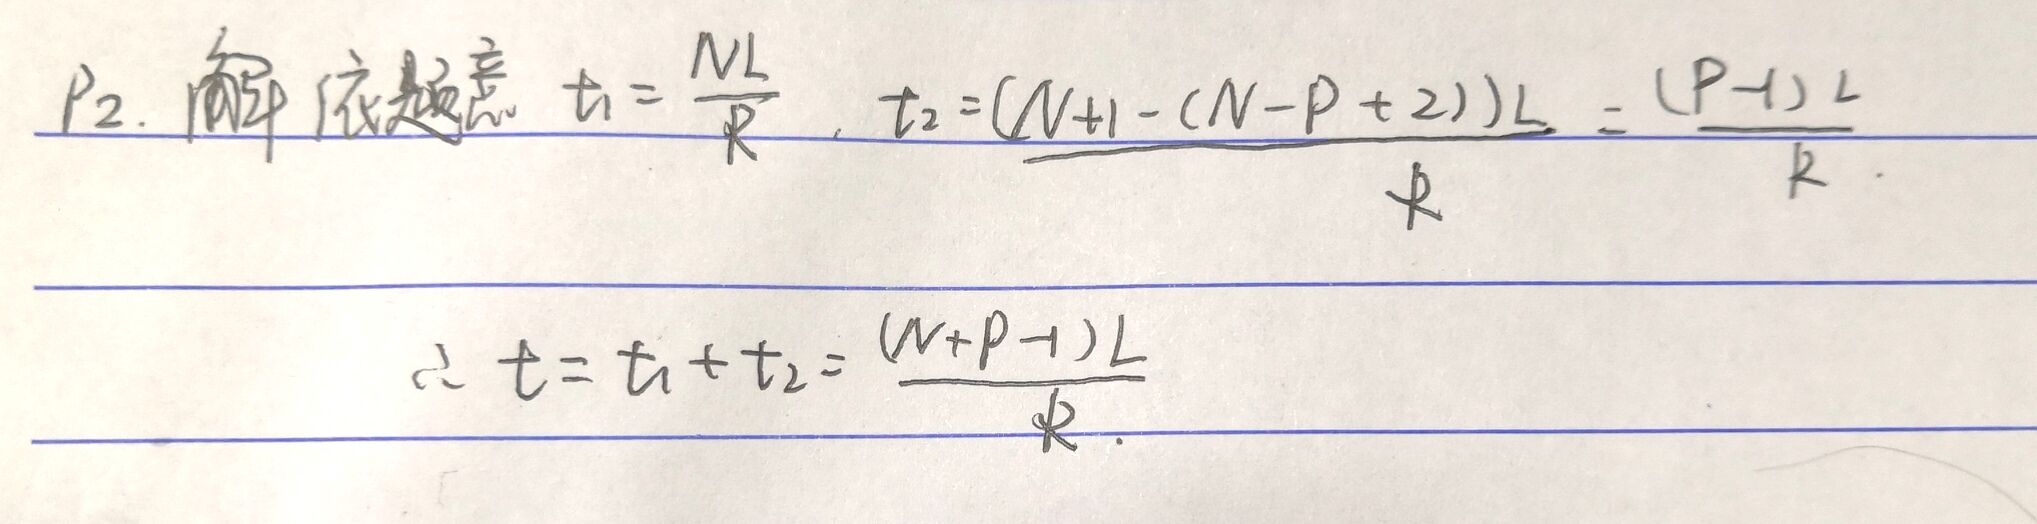 P2. 解 依题意 t₁ = NL/R , t₂ = (N+1-(N-P+2))L/R = (P-1)L/R .
∴ t = t₁ + t₂ = (N+P-1)L/R .